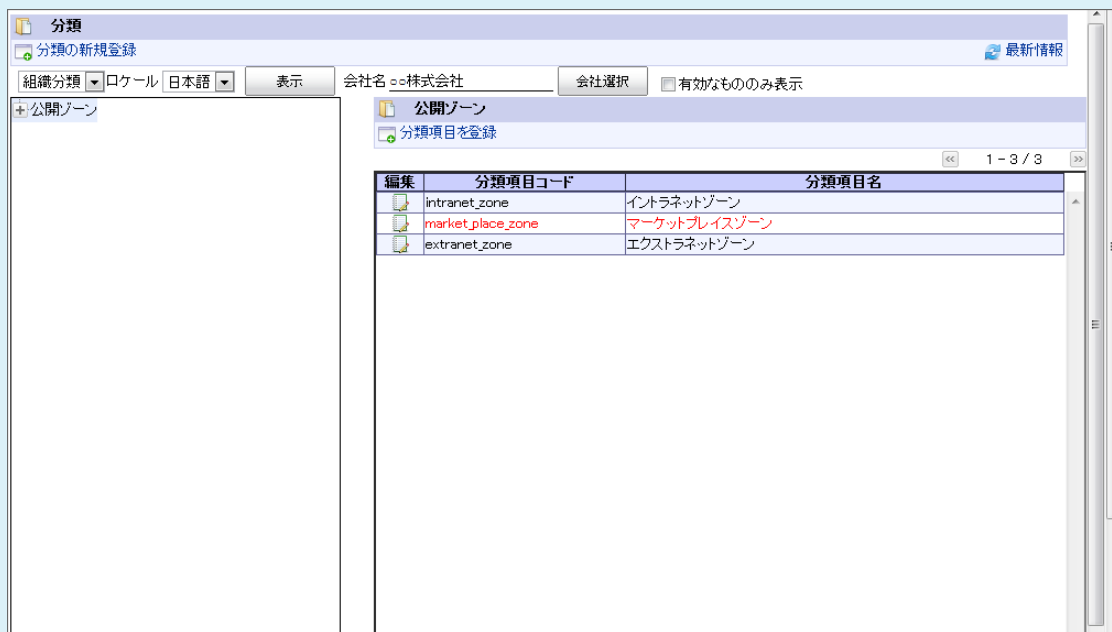 分類
分類の新規登録 最新情報
組織分類 ロケール 日本語 表示 会社名 ○○株式会社 会社選択 有効なもののみ表示
公開ゾーン
公開ゾーン
分類項目を登録
1 - 3 / 3
編集 分類項目コード 分類項目名
intranet_zone イントラネットゾーン
market_place_zone マーケットプレイスゾーン
extranet_zone エクストラネットゾーン